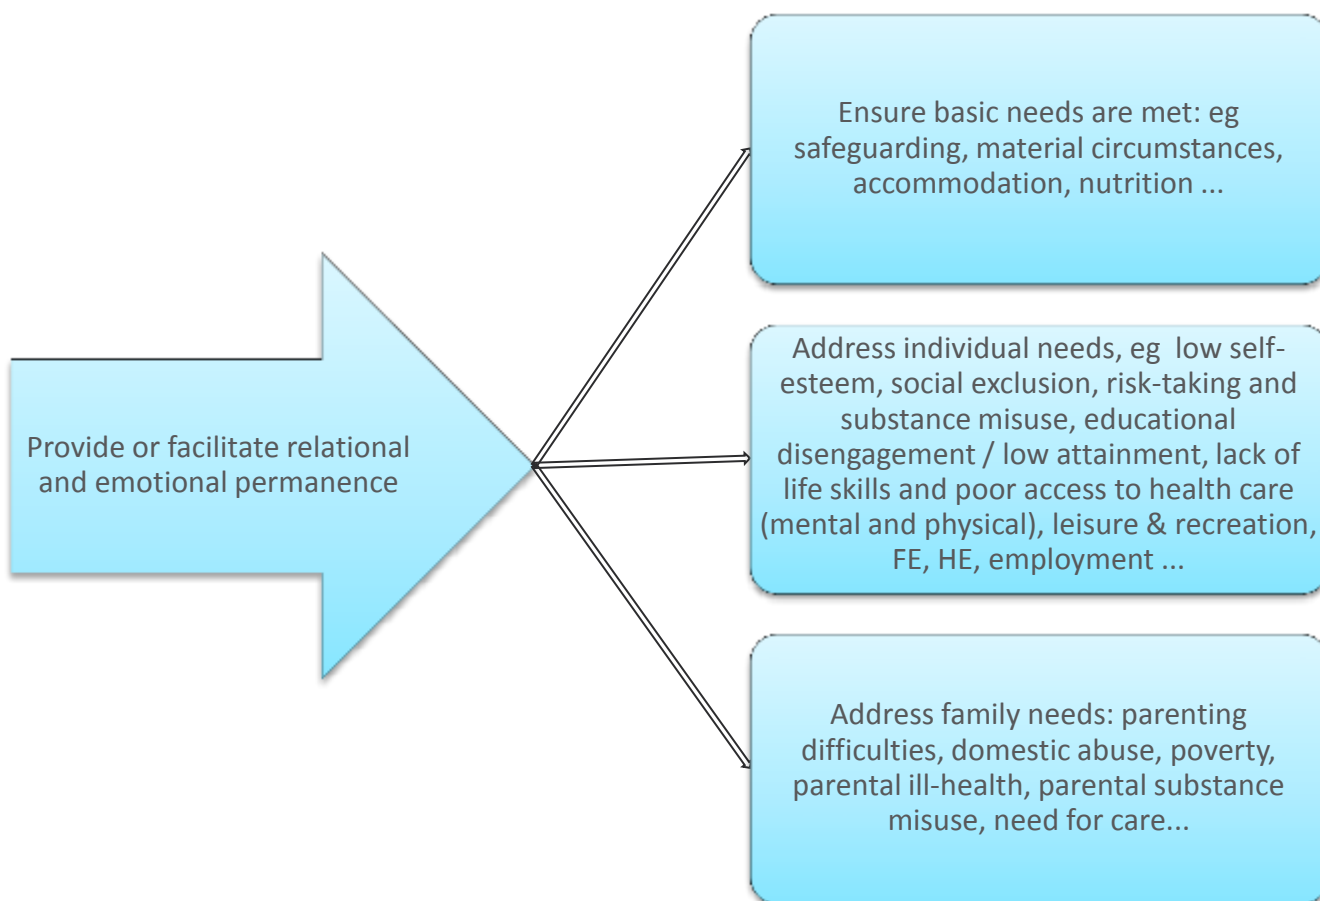 Ensure basic needs are met: eg
safeguarding, material circumstances,
accommodation, nutrition ...
Provide or facilitate relational
and emotional permanence
Address individual needs, eg  low self-
esteem, social exclusion, risk-taking and
substance misuse, educational
disengagement / low attainment, lack of
life skills and poor access to health care
(mental and physical), leisure & recreation,
FE, HE, employment ...
Address family needs: parenting
difficulties, domestic abuse, poverty,
parental ill-health, parental substance
misuse, need for care...